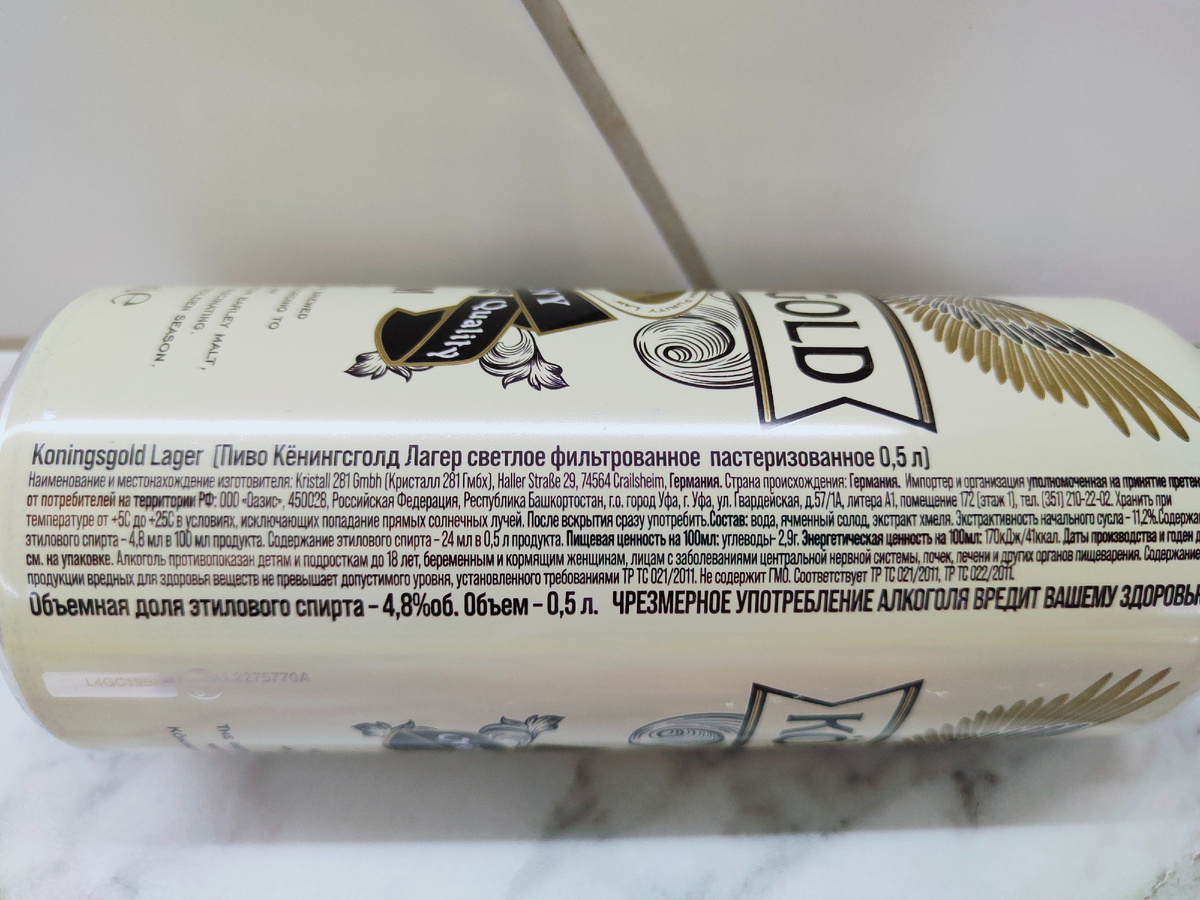 BREWED
BARLEY MALT,
SEASON.
Quality
GOLD
Koningsgold Lager (Пиво Кёнингсголд Лагер светлое фильтрованное пастеризованное 0,5 л)
Наименование и местонахождение изготовителя: Kristall 281 Gmbh (Кристалл 281 Гмбх), Haller Straße 29, 74564 Crailsheim, Германия. Страна происхождения: Германия. Импортер и организация уполномоченная на принятие
от потребителей на территории РФ: ООО «Оазис», 450028, Российская Федерация, Республика Башкортостан, г.о. город Уфа, г. Уфа, ул. Гвардейская, д.57/1А, литера А1, помещение 172 (этаж 1), тел. (351) 210-22-02. Хранить при
температуре от +5С до +25С в условиях, исключающих попадание прямых солнечных лучей. После вскрытия сразу употребить. Состав: вода, ячменный солод, экстракт хмеля. Экстрактивность начального сусла – 11,2%.
этилового спирта – 4,8 мл в 100 мл продукта. Содержание этилового спирта – 24 мл в 0,5 л продукта. Пищевая ценность на 100мл: углеводы- 2,9г. Энергетическая ценность на 100мл: 170кДж/41ккал. Даты производства и годен
см. на упаковке. Алкоголь противопоказан детям и подросткам до 18 лет, беременным и кормящим женщинам, лицам с заболеваниями центральной нервной системы, почек, печени и других органов пищеварения.
продукции вредных для здоровья веществ не превышает допустимого уровня, установленного требованиями ТР ТС 021/2011. Не содержит ГМО. Соответствует ТР ТС 021/2011, ТР ТС 022/2011.
Объемная доля этилового спирта – 4,8%об. Объем – 0,5 л. ЧРЕЗМЕРНОЕ УПОТРЕБЛЕНИЕ АЛКОГОЛЯ ВРЕДИТ ВАШЕМУ
L2275770A